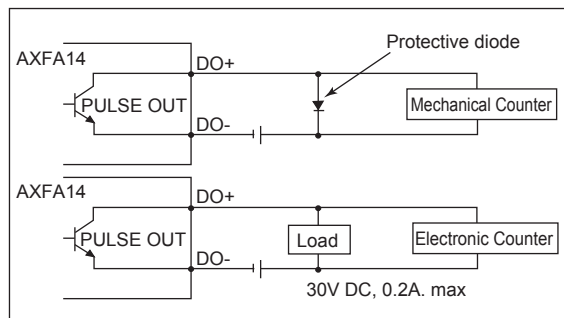 Protective diode
AXFA14
DO+
PULSE OUT
Mechanical Counter
DO-
AXFA14
DO+
PULSE OUT
Load
Electronic Counter
DO-
30V DC, 0.2A. max